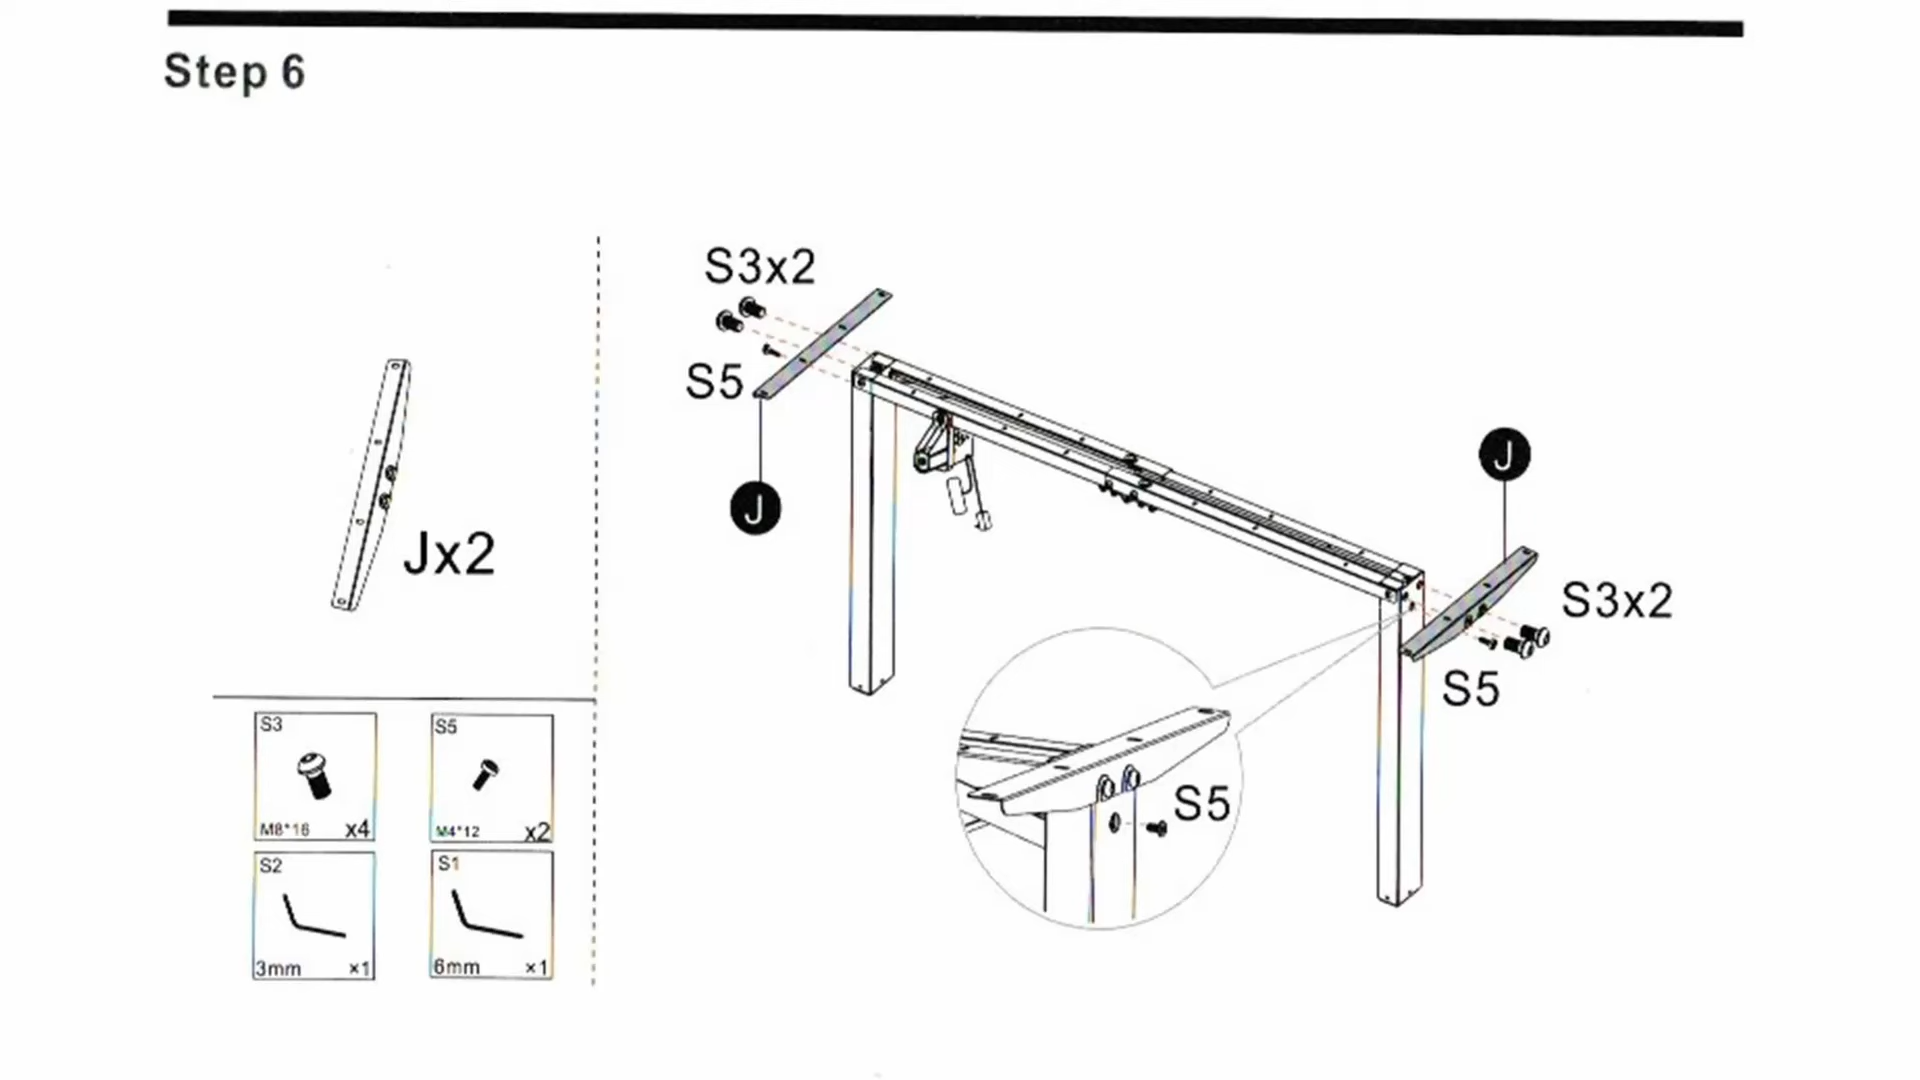 Step 6
S3x2
S5
J
J
S3x2
S5
S5
Jx2
S3
M8*16 x4
S5
M4*12 x2
S2
3mm ×1
S1
6mm ×1